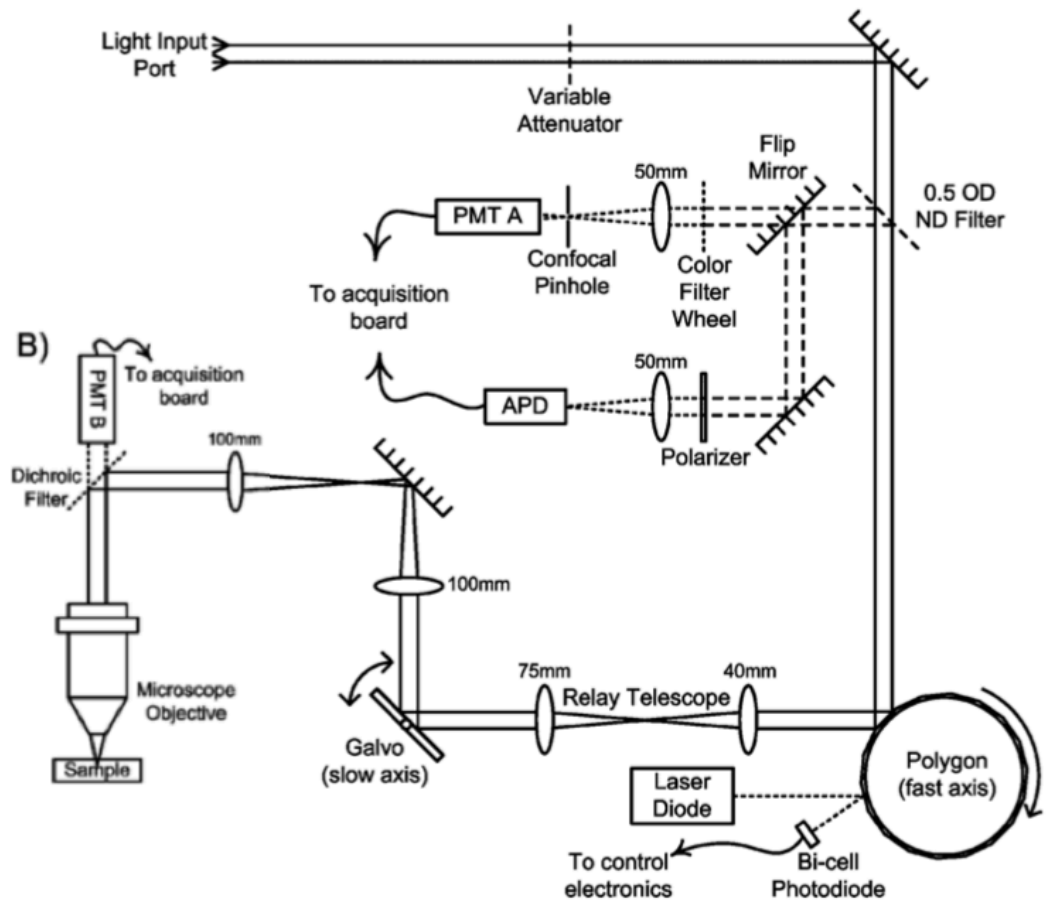 Light Input
Port
Variable
Attenuator
Flip
Mirror
0.5 OD
ND Filter
50mm
PMT A
Confocal
Pinhole
Color
Filter
Wheel
To acquisition
board
B)
PMT B
To acquisition
board
50mm
APD
Polarizer
100mm
Dichroic
Filter
100mm
Microscope
Objective
Sample
75mm
Relay Telescope
40mm
Galvo
(slow axis)
Polygon
(fast axis)
Laser
Diode
To control
electronics
Bi-cell
Photodiode